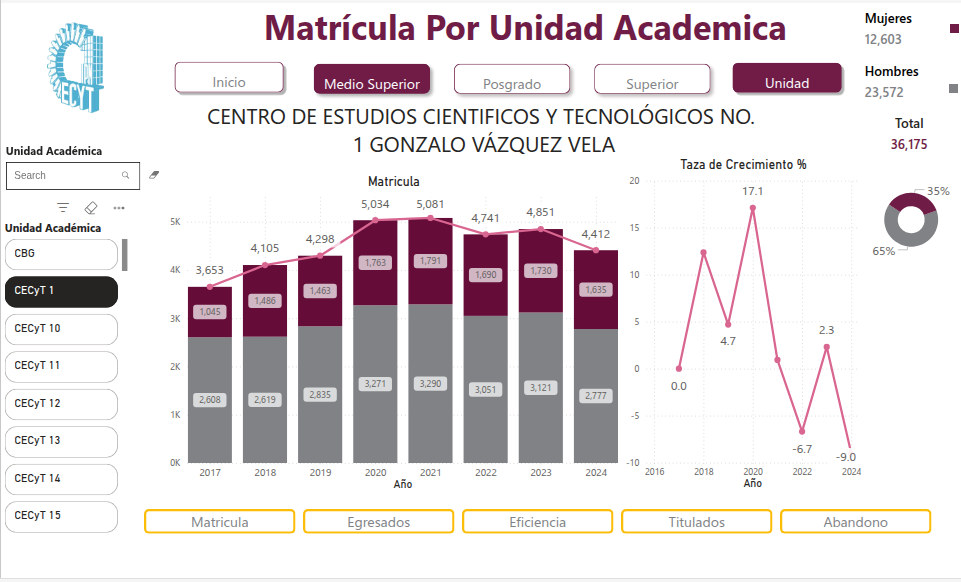 Matrícula Por Unidad Academica
Mujeres
12,603
Hombres
23,572
Total
36,175
CECyT
Inicio
Medio Superior
Posgrado
Superior
Unidad
CENTRO DE ESTUDIOS CIENTIFICOS Y TECNOLÓGICOS NO.
1 GONZALO VÁZQUEZ VELA
Unidad Académica
Search
Unidad Académica
CBG
CECyT 1
CECyT 10
CECyT 11
CECyT 12
CECyT 13
CECyT 14
CECyT 15
Matricula
5K
4K
3K
2K
1K
0K
3,653
4,105
4,298
5,034
5,081
4,741
4,851
4,412
1,045
1,486
1,463
1,763
1,791
1,690
1,730
1,635
2,608
2,619
2,835
3,271
3,290
3,051
3,121
2,777
2017
2018
2019
2020
2021
2022
2023
2024
Año
Taza de Crecimiento %
20
15
10
5
0
-5
-10
0.0
4.7
17.1
-6.7
2.3
-9.0
2016
2018
2020
2022
2024
Año
35%
65%
Matricula
Egresados
Eficiencia
Titulados
Abandono